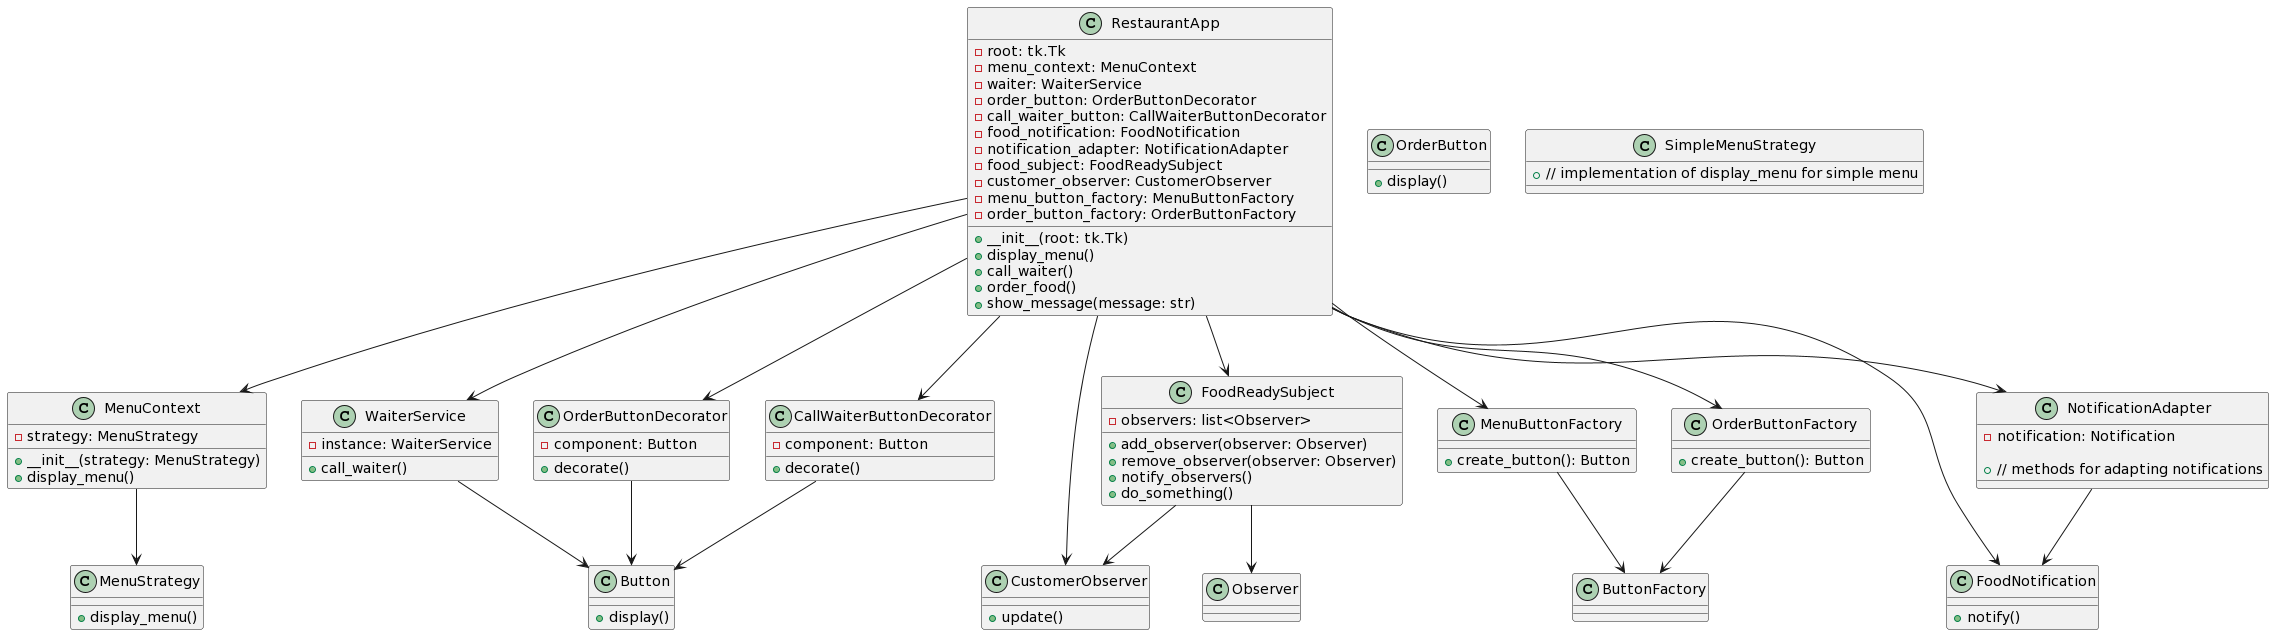 C RestaurantApp
root: tk.Tk
menu_context: MenuContext
waiter: WaiterService
order_button: OrderButtonDecorator
call_waiter_button: CallWaiterButtonDecorator
food_notification: FoodNotification
notification_adapter: NotificationAdapter
food_subject: FoodReadySubject
customer_observer: CustomerObserver
menu_button_factory: MenuButtonFactory
order_button_factory: OrderButtonFactory
__init__(root: tk.Tk)
display_menu()
call_waiter()
order_food()
show_message(message: str)
C OrderButton
display()
C SimpleMenuStrategy
// implementation of display_menu for simple menu
C MenuContext
strategy: MenuStrategy
__init__(strategy: MenuStrategy)
display_menu()
C WaiterService
instance: WaiterService
call_waiter()
C OrderButtonDecorator
component: Button
decorate()
C CallWaiterButtonDecorator
component: Button
decorate()
C FoodReadySubject
observers: list<Observer>
add_observer(observer: Observer)
remove_observer(observer: Observer)
notify_observers()
do_something()
C MenuButtonFactory
create_button(): Button
C OrderButtonFactory
create_button(): Button
C NotificationAdapter
notification: Notification
// methods for adapting notifications
C MenuStrategy
display_menu()
C Button
display()
C CustomerObserver
update()
C Observer
C ButtonFactory
C FoodNotification
notify()